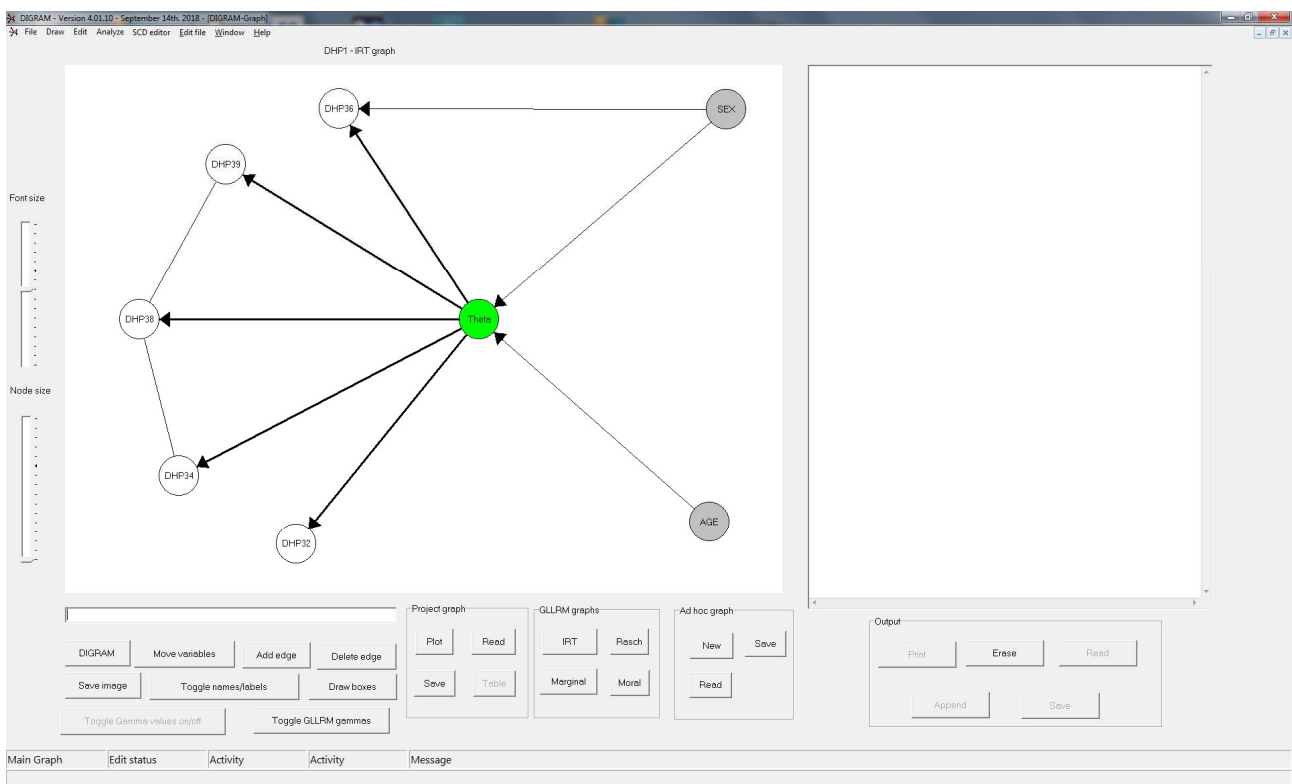 DIGRAM - Version 4.01.10 - September 14th. 2018 - [DIGRAM-Graph]
File Draw Edit Analyze SCD editor Edit file Window Help
DHP1 - IRT graph
DHP36
SEX
DHP39
Font size
DHP38
Theta
Node size
DHP34
AGE
DHP32
Project graph
GLLRM graphs
Ad hoc graph
Output
DIGRAM
Move variables
Add edge
Delete edge
Plot
Read
IRT
Rasch
New
Save
Print
Erase
Read
Save image
Toggle names/labels
Draw boxes
Save
Table
Marginal
Moral
Read
Append
Save
Toggle Gamma values on/off
Toggle GLLRM gammas
Main Graph
Edit status
Activity
Activity
Message